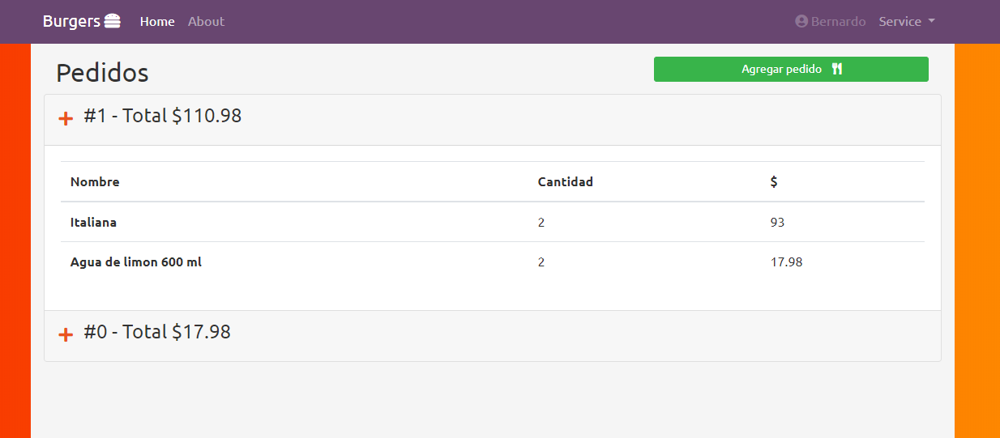 Burgers Home About Bernardo Service
Pedidos Agregar pedido
#1 - Total $110.98
Nombre Cantidad $
Italiana 2 93
Agua de limon 600 ml 2 17.98
#0 - Total $17.98